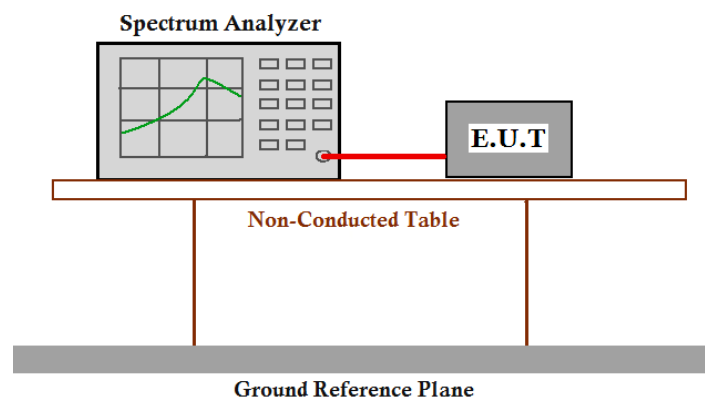 Spectrum Analyzer
E.U.T
Non-Conducted Table
Ground Reference Plane